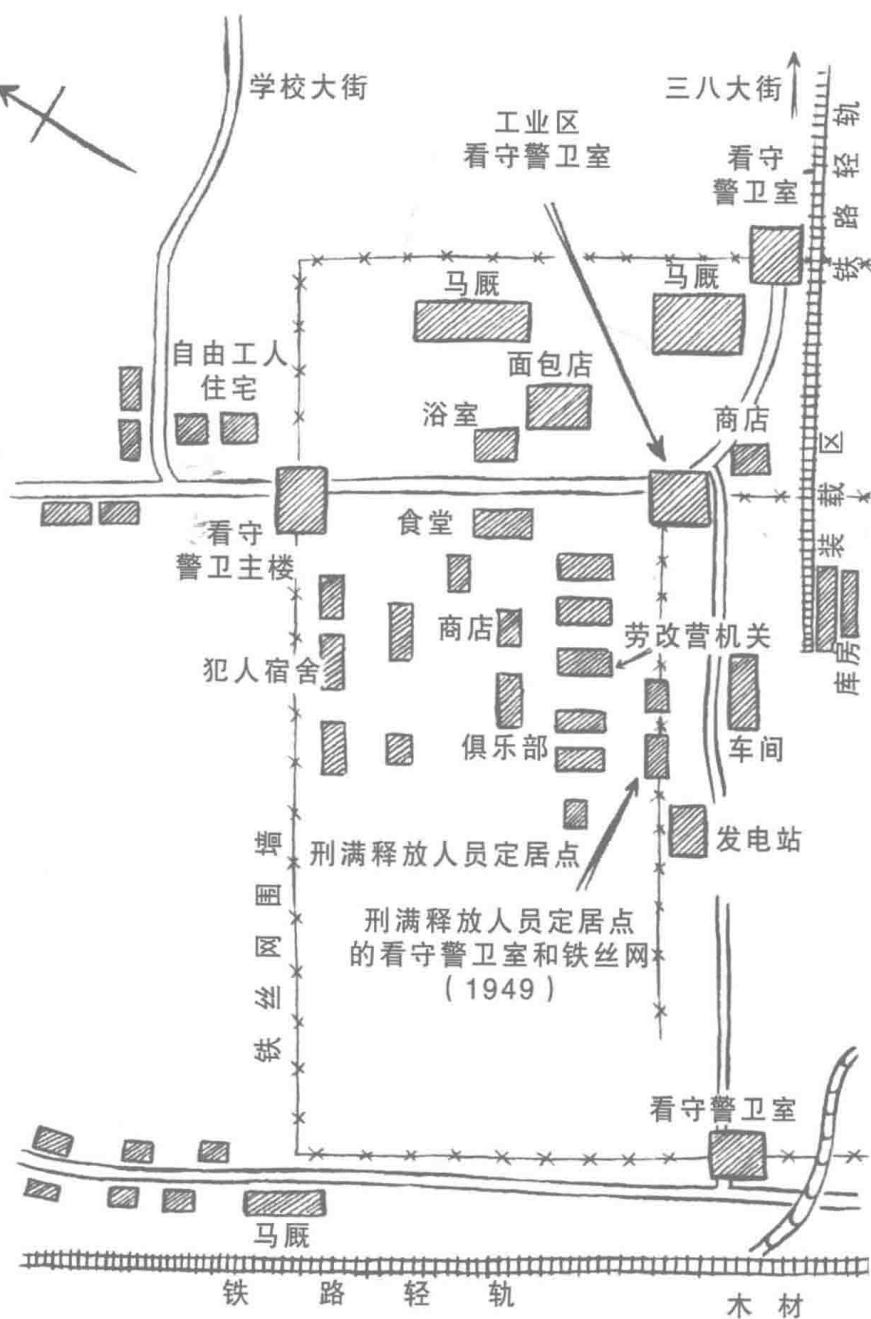 学校大街
三八大街
工业区
看守警卫室
看守
警卫室
铁路轻轨
马厩
马厩
自由工人
住宅
面包店
浴室
商店
装载区
看守
警卫主楼
食堂
商店
劳改营机关
犯人宿舍
俱乐部
库房
车间
发电站
刑满释放人员定居点
刑满释放人员定居点
的看守警卫室和铁丝网
(1949)
铁丝网围墙
看守警卫室
马厩
铁路轻轨
木材